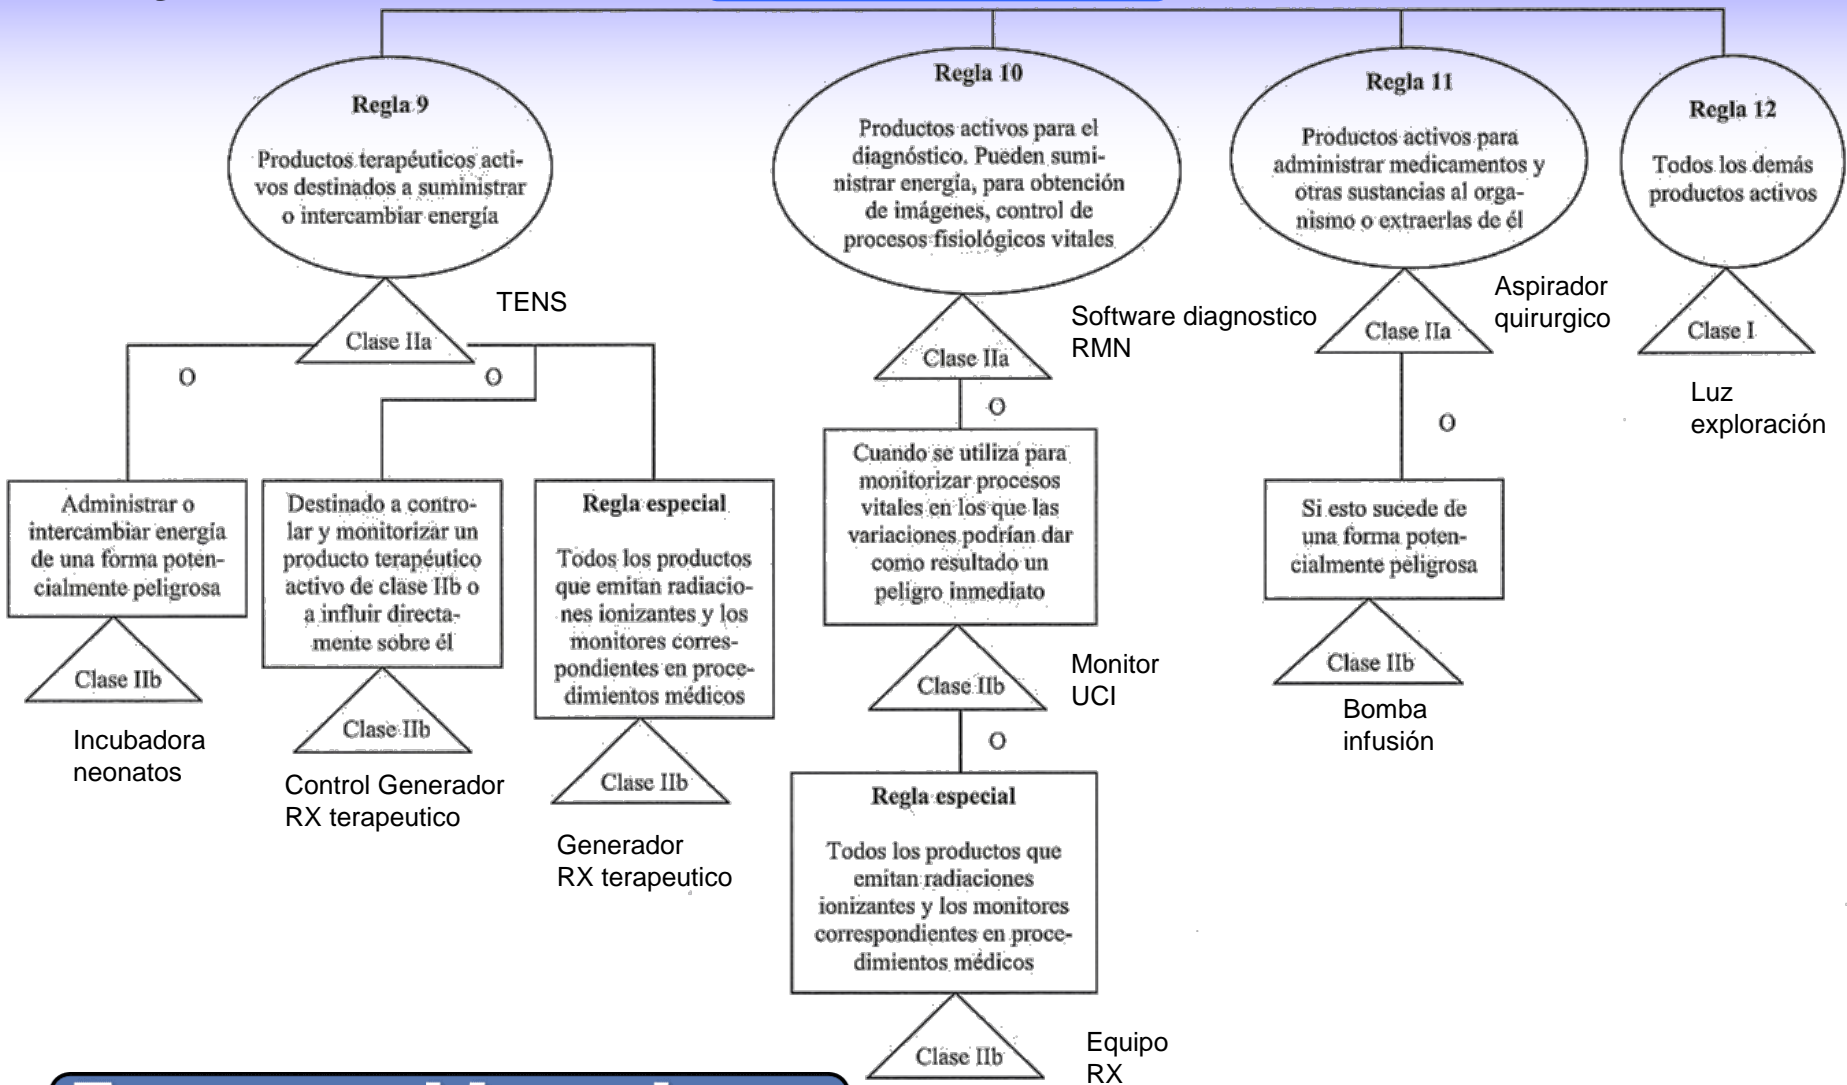 Regla 9
Productos terapéuticos acti-
vos destinados a suministrar
o intercambiar energía
Clase IIa
TENS
O
O
Administrar o
intercambiar energía
de una forma poten-
cialmente peligrosa
Clase IIb
Incubadora
neonatos
Destinado a contro-
lar y monitorizar un
producto terapéutico
activo de clase IIb o
a influir directa-
mente sobre él
Clase IIb
Control Generador
RX terapeutico
Regla especial
Todos los productos
que emitan radiacio-
nes ionizantes y los
monitores corres-
pondientes en proce-
dimientos médicos
Clase IIb
Generador
RX terapeutico
Regla 10
Productos activos para el
diagnóstico. Pueden sumi-
nistrar energía, para obtención
de imágenes, control de
procesos fisiológicos vitales
Clase IIa
Software diagnostico
RMN
O
Cuando se utiliza para
monitorizar procesos
vitales en los que las
variaciones podrían dar
como resultado un
peligro inmediato
Clase IIb
Monitor
UCI
O
Regla especial
Todos los productos que
emitan radiaciones
ionizantes y los monitores
correspondientes en proce-
dimientos médicos
Clase IIb
Equipo
RX
Regla 11
Productos activos para
administrar medicamentos y
otras sustancias al orga-
nismo o extraerlas de él
Clase IIa
Aspirador
quirurgico
O
Si esto sucede de
una forma poten-
cialmente peligrosa
Clase IIb
Bomba
infusión
Regla 12
Todos los demás
productos activos
Clase I
Luz
exploración